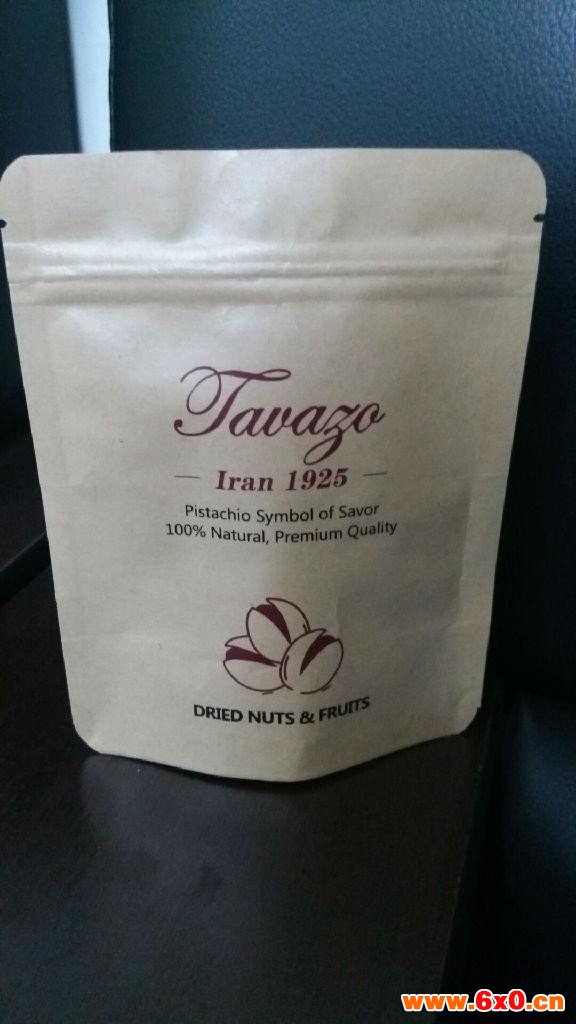 Tavazo
Iran 1925
Pistachio Symbol of Savor
100% Natural, Premium Quality
DRIED NUTS & FRUITS
www.6x0.cn